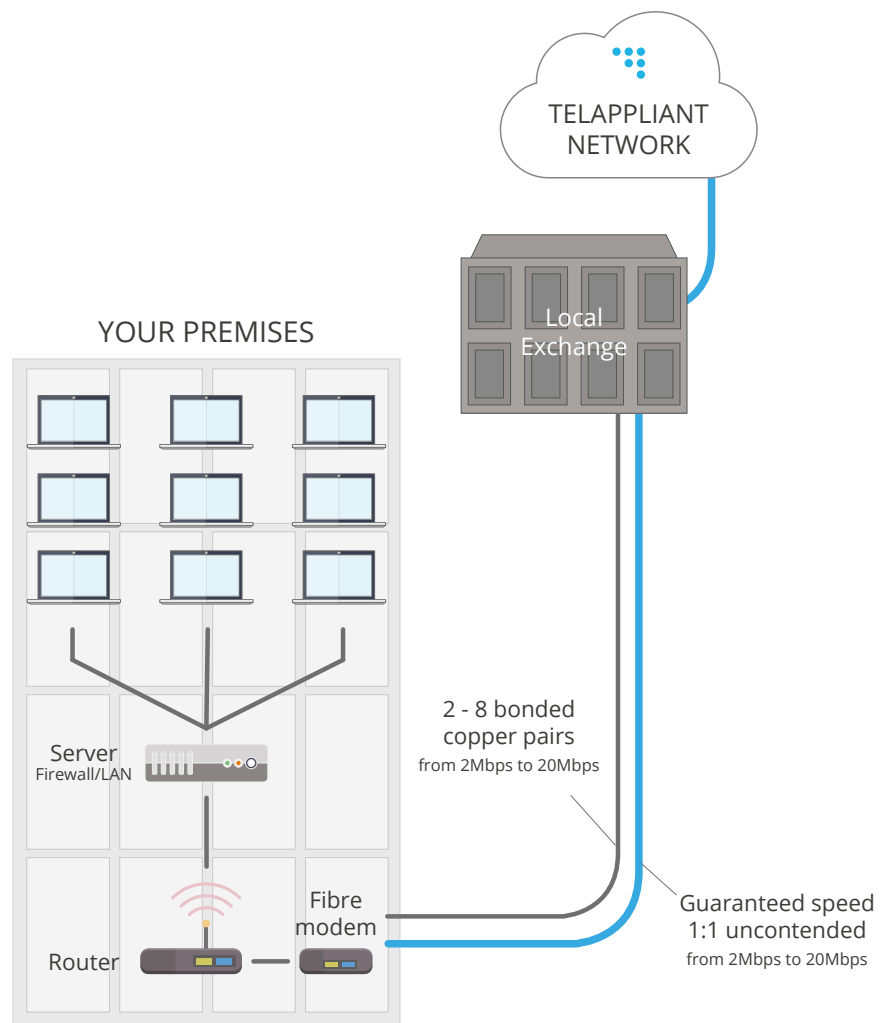 TELAPPLIANT
NETWORK
Local
Exchange
YOUR PREMISES
2 - 8 bonded
copper pairs
from 2Mbps to 20Mbps
Server
Firewall/LAN
Fibre
modem
Router
Guaranteed speed
1:1 uncontended
from 2Mbps to 20Mbps